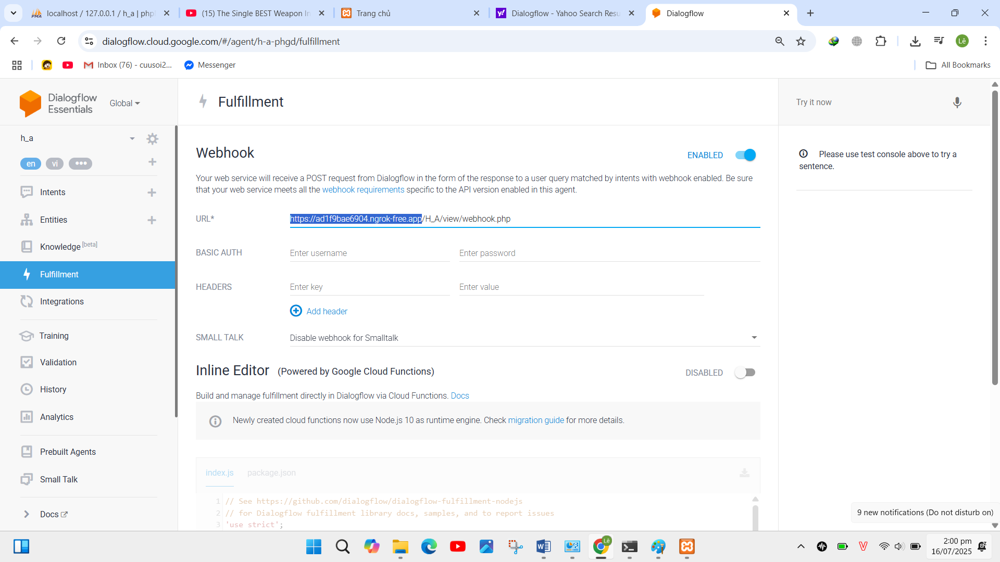 localhost / 127.0.0.1 / h_a | php
(15) The Single BEST Weapon In
Trang chủ
Dialogflow - Yahoo Search Resu
Dialogflow
dialogflow.cloud.google.com/#/agent/h-a-phgd/fulfillment
Lê
Inbox (76) - cuusoi2...
Messenger
All Bookmarks
Dialogflow
Essentials
Global
Fulfillment
Try it now
h_a
en
vi
Webhook
ENABLED
Please use test console above to try a
sentence.
Your web service will receive a POST request from Dialogflow in the form of the response to a user query matched by intents with webhook enabled. Be sure
that your web service meets all the webhook requirements specific to the API version enabled in this agent.
Intents
Entities
Knowledge [beta]
Fulfillment
Integrations
Training
Validation
History
Analytics
Prebuilt Agents
Small Talk
Docs
URL*
https://ad1f9bae6904.ngrok-free.app/H_A/view/webhook.php
BASIC AUTH
Enter username
Enter password
HEADERS
Enter key
Enter value
Add header
SMALL TALK
Disable webhook for Smalltalk
Inline Editor (Powered by Google Cloud Functions)
DISABLED
Build and manage fulfillment directly in Dialogflow via Cloud Functions. Docs
Newly created cloud functions now use Node.js 10 as runtime engine. Check migration guide for more details.
index.js
package.json
1 // See https://github.com/dialogflow/dialogflow-fulfillment-nodejs
2 // for Dialogflow fulfillment library docs, samples, and to report issues
3 'use strict';
9 new notifications (Do not disturb on)
2:00 pm
16/07/2025